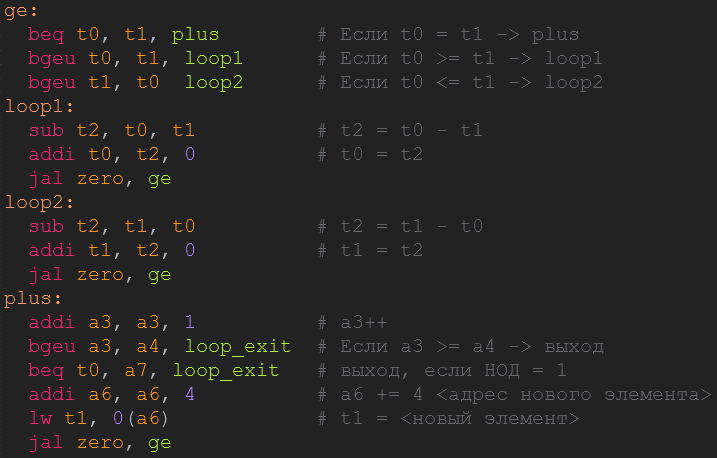 ge:
beq t0, t1, plus # Если t0 = t1 -> plus
bgeu t0, t1, loop1 # Если t0 >= t1 -> loop1
bgeu t1, t0 loop2 # Если t0 <= t1 -> loop2
loop1:
sub t2, t0, t1 # t2 = t0 - t1
addi t0, t2, 0 # t0 = t2
jal zero, ge
loop2:
sub t2, t1, t0 # t2 = t1 - t0
addi t1, t2, 0 # t1 = t2
jal zero, ge
plus:
addi a3, a3, 1 # a3++
bgeu a3, a4, loop_exit # Если a3 >= a4 -> выход
beq t0, a7, loop_exit # выход, если НОД = 1
addi a6, a6, 4 # a6 += 4 <адрес нового элемента>
lw t1, 0(a6) # t1 = <новый элемент>
jal zero, ge